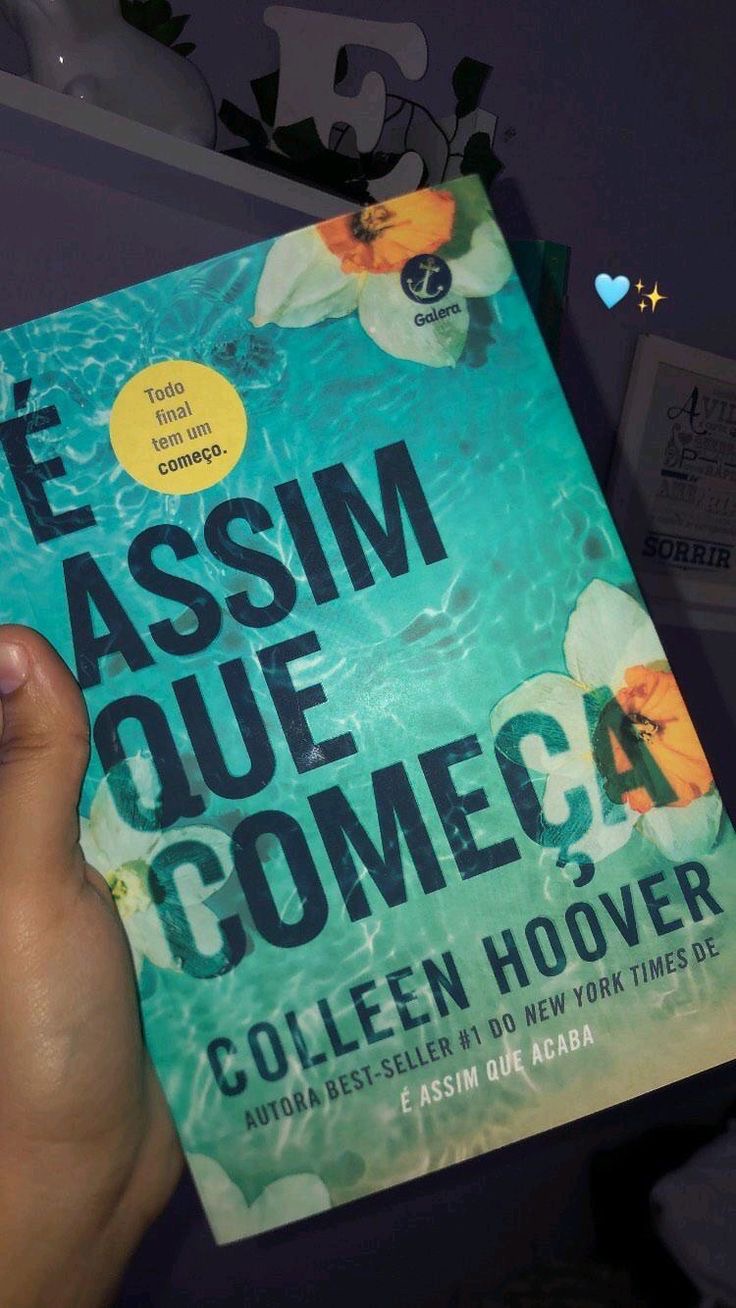 E
Galera
Todo
final
tem um
começo.
É
ASSIM
QUE
COMEÇA
COLLEEN HOOVER
AUTORA BEST-SELLER #1 DO NEW YORK TIMES DE
É ASSIM QUE ACABA
SORRIR